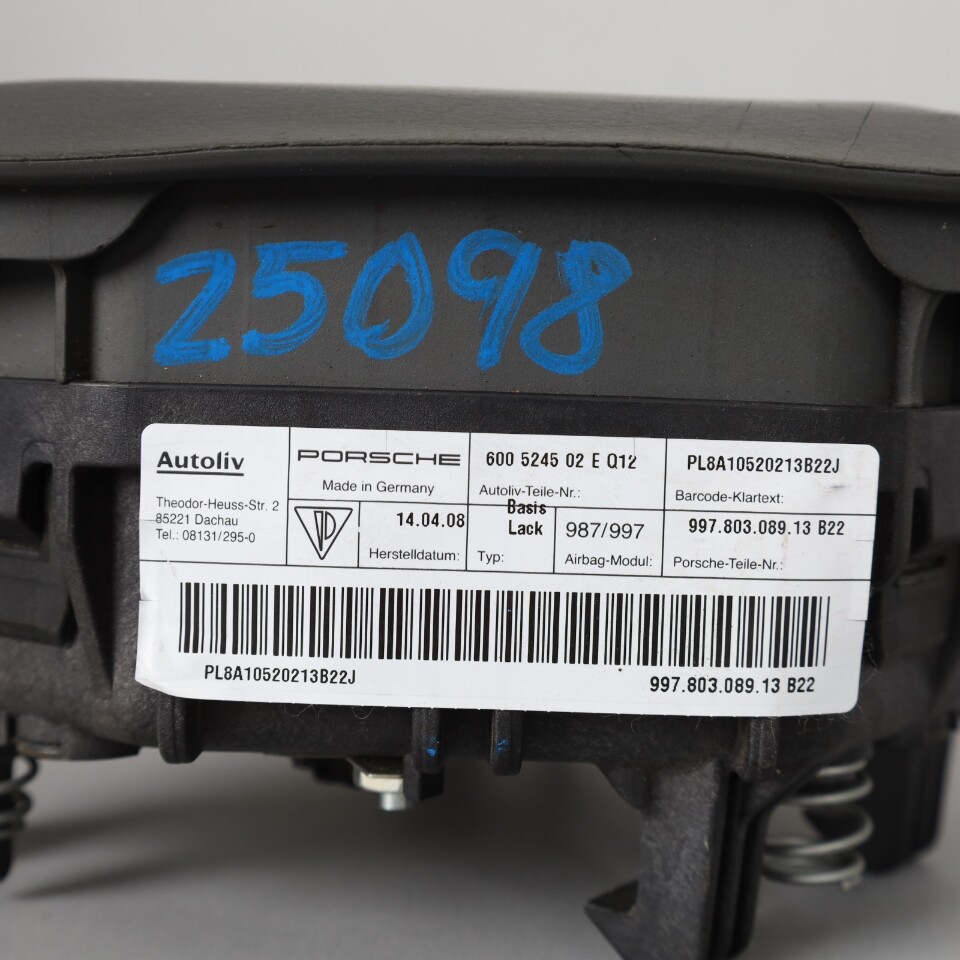 25098
Autoliv
Theodor-Heuss-Str. 2
85221 Dachau
Tel.: 08131/295-0
PORSCHE
Made in Germany
14.04.08
Herstelldatum:
600 5245 02 E Q12
Autoliv-Teile-Nr.:
Basis
Lack
Typ:
987/997
Airbag-Modul:
PL8A10520213B22J
Barcode-Klartext:
997.803.089.13 B22
Porsche-Teile-Nr.:
PL8A10520213B22J
997.803.089.13 B22